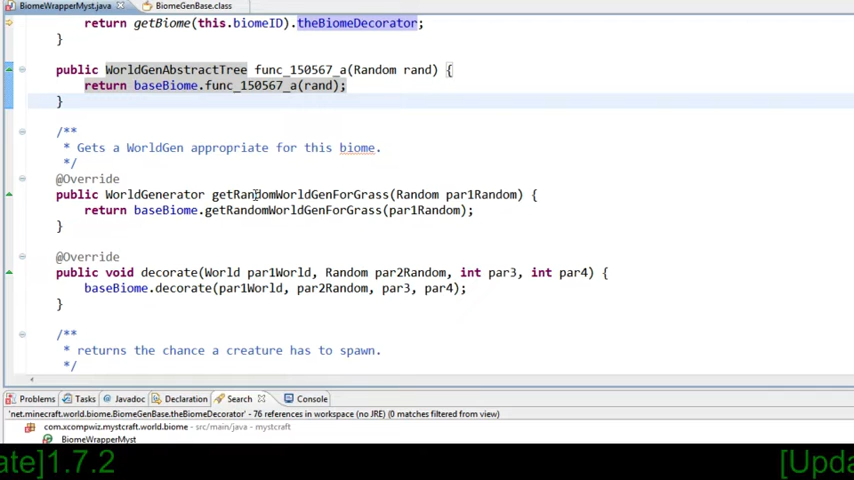 BiomeWrapperMyst.java BiomeGenBase.class
return getBiome(this.biomeID).theBiomeDecorator;
}
public WorldGenAbstractTree func_150567_a(Random rand) {
return baseBiome.func_150567_a(rand);
}
/**
* Gets a WorldGen appropriate for this biome.
*/
@Override
public WorldGenerator getRandomWorldGenForGrass(Random par1Random) {
return baseBiome.getRandomWorldGenForGrass(par1Random);
}
@Override
public void decorate(World par1World, Random par2Random, int par3, int par4) {
baseBiome.decorate(par1World, par2Random, par3, par4);
}
/**
* returns the chance a creature has to spawn.
*/
Problems Tasks Javadoc Declaration Search Console
'net.minecraft.world.biome.BiomeGenBase.theBiomeDecorator' - 76 references in workspace (no JRE) (0 matches filtered from view)
com.xcompwiz.mystcraft.world.biome - src/main/java - mystcraft
BiomeWrapperMyst
ate]1.7.2 [Upda